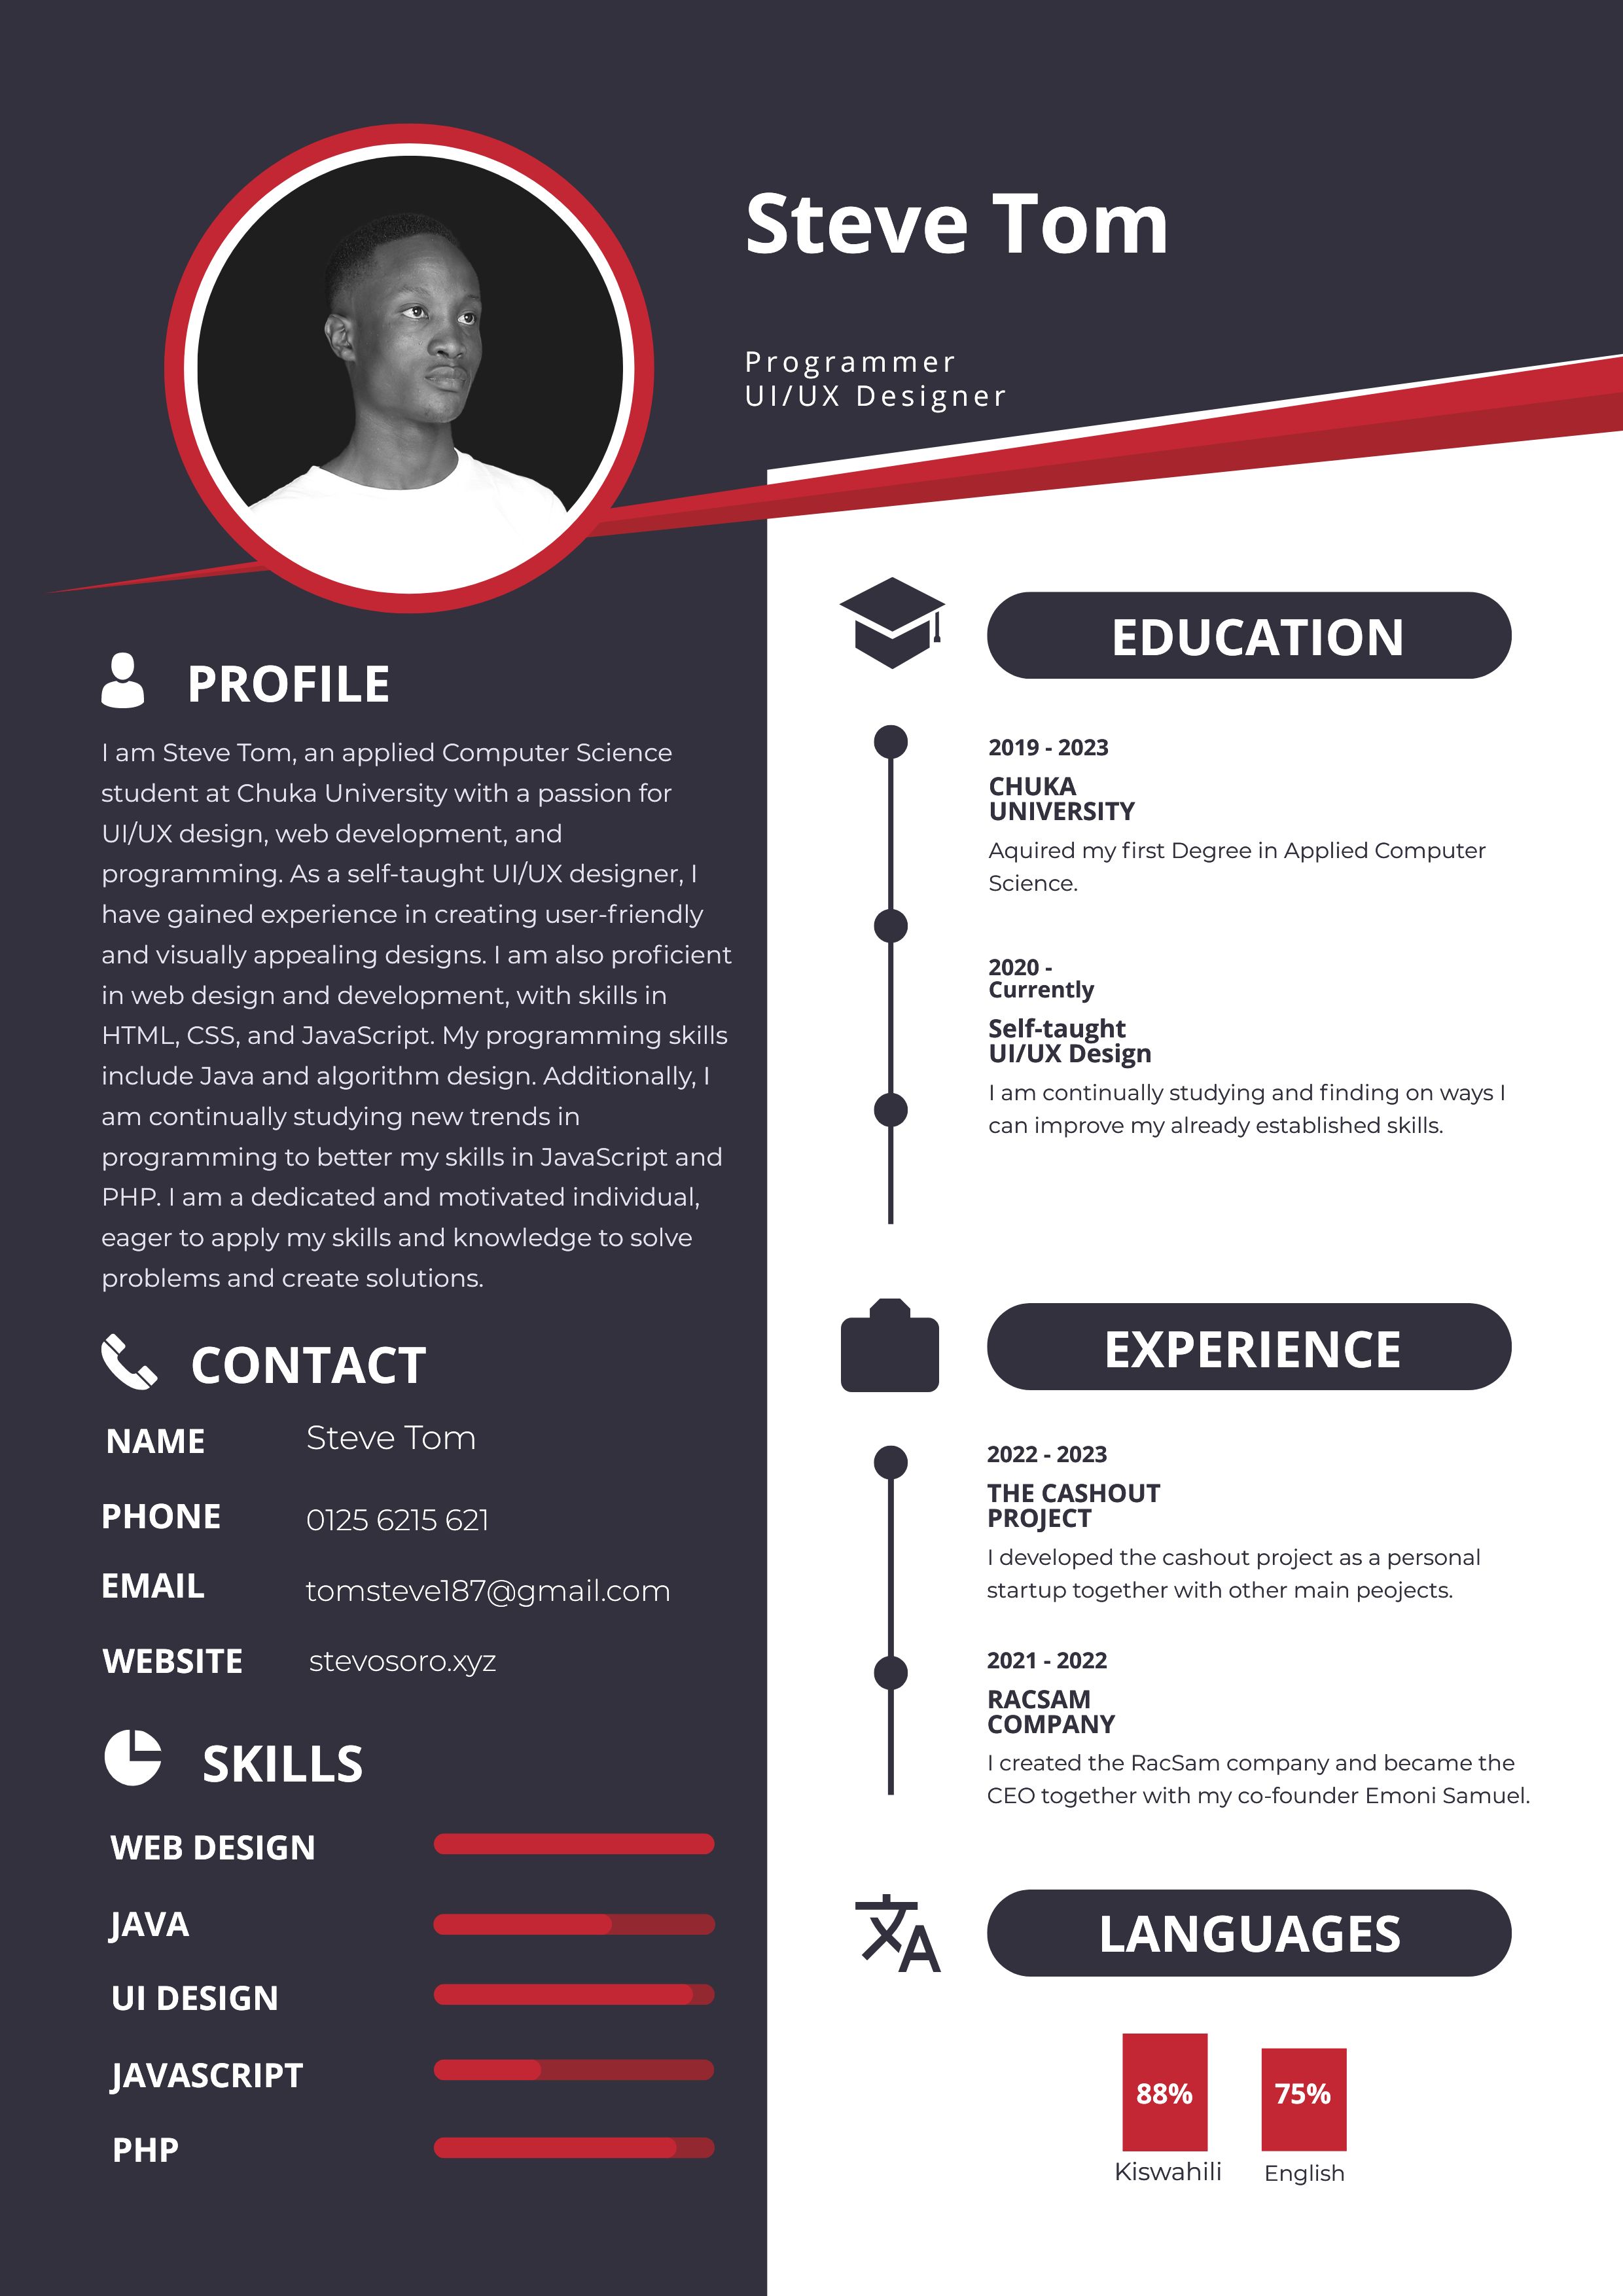 Steve Tom
Programmer
UI/UX Designer
PROFILE
I am Steve Tom, an applied Computer Science
student at Chuka University with a passion for
UI/UX design, web development, and
programming. As a self-taught UI/UX designer, I
have gained experience in creating user-friendly
and visually appealing designs. I am also proficient
in web design and development, with skills in
HTML, CSS, and JavaScript. My programming skills
include Java and algorithm design. Additionally, I
am continually studying new trends in
programming to better my skills in JavaScript and
PHP. I am a dedicated and motivated individual,
eager to apply my skills and knowledge to solve
problems and create solutions.
CONTACT
NAME Steve Tom
PHONE 0125 6215 621
EMAIL tomsteve187@gmail.com
WEBSITE stevosoro.xyz
SKILLS
WEB DESIGN
JAVA
UI DESIGN
JAVASCRIPT
PHP
EDUCATION
2019 - 2023
CHUKA
UNIVERSITY
Aquired my first Degree in Applied Computer
Science.
2020 -
Currently
Self-taught
UI/UX Design
I am continually studying and finding on ways I
can improve my already established skills.
EXPERIENCE
2022 - 2023
THE CASHOUT
PROJECT
I developed the cashout project as a personal
startup together with other main peojects.
2021 - 2022
RACSAM
COMPANY
I created the RacSam company and became the
CEO together with my co-founder Emoni Samuel.
LANGUAGES
88% 75%
Kiswahili English